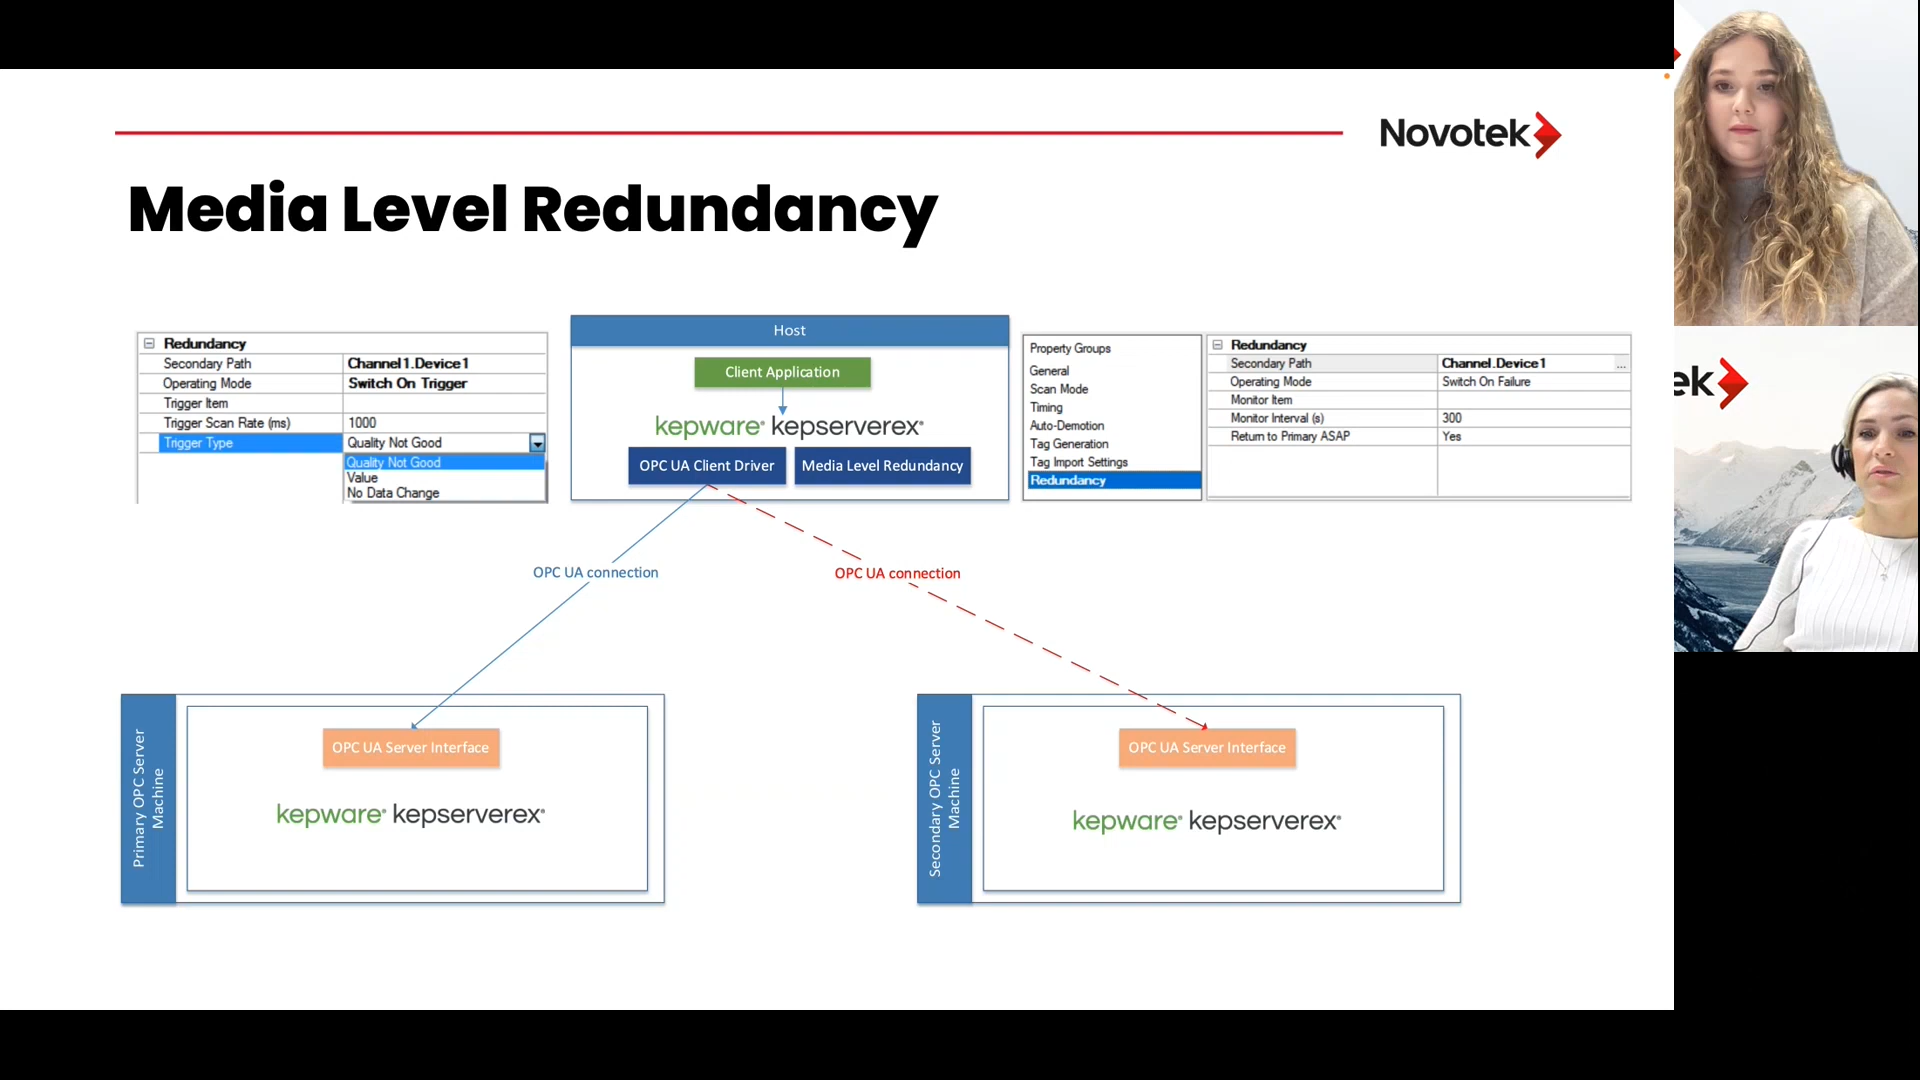 Novotek
Media Level Redundancy
Redundancy
Secondary Path Channel1.Device1
Operating Mode Switch On Trigger
Trigger Item
Trigger Scan Rate (ms) 1000
Trigger Type Quality Not Good
Quality Not Good
Value
No Data Change
Host
Client Application
kepware® kepserverex®
OPC UA Client Driver
Media Level Redundancy
Property Groups
General
Scan Mode
Timing
Auto-Demotion
Tag Generation
Tag Import Settings
Redundancy
Redundancy
Secondary Path Channel.Device1 ...
Operating Mode Switch On Failure
Monitor Item
Monitor Interval (s) 300
Return to Primary ASAP Yes
OPC UA connection
OPC UA connection
Primary OPC Server
Machine
OPC UA Server Interface
kepware® kepserverex®
Secondary OPC Server
Machine
OPC UA Server Interface
kepware® kepserverex®
ek